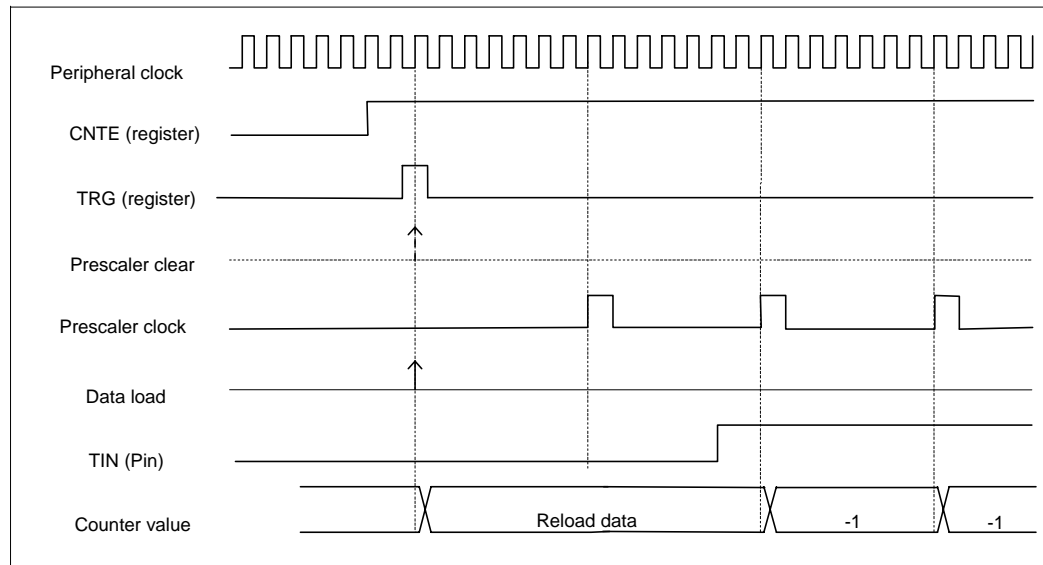 Peripheral clock
CNTE (register)
TRG (register)
Prescaler clear
Prescaler clock
Data load
TIN (Pin)
Counter value
Reload data
-1
-1